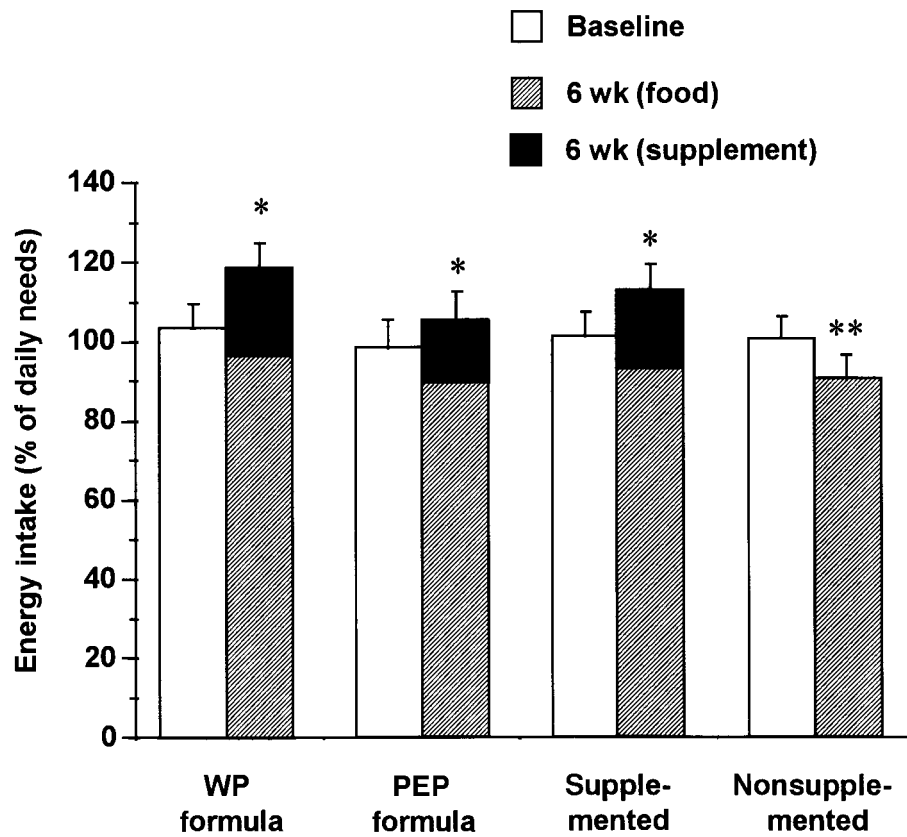 Baseline
6 wk (food)
6 wk (supplement)
Energy intake (% of daily needs)
140
120
100
80
60
40
20
0
*
*
*
**
WP formula
PEP formula
Supple-
mented
Nonsupple-
mented